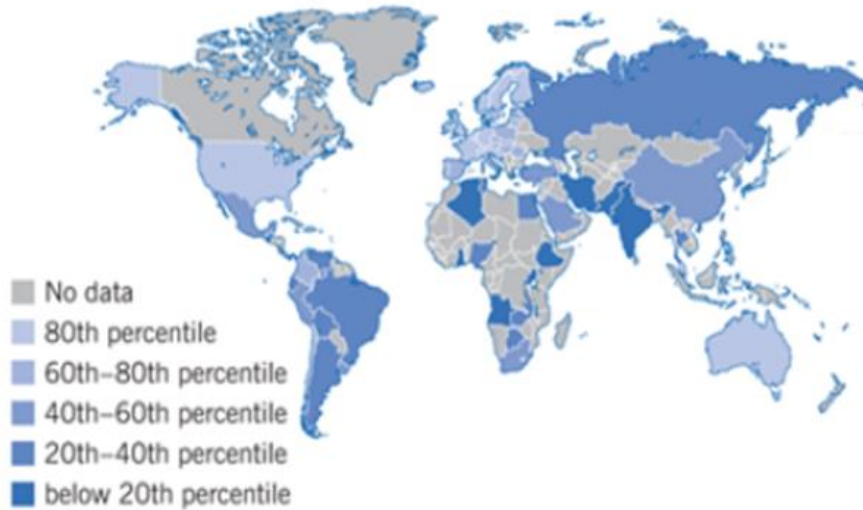 No data
80th percentile
60th–80th percentile
40th–60th percentile
20th–40th percentile
below 20th percentile